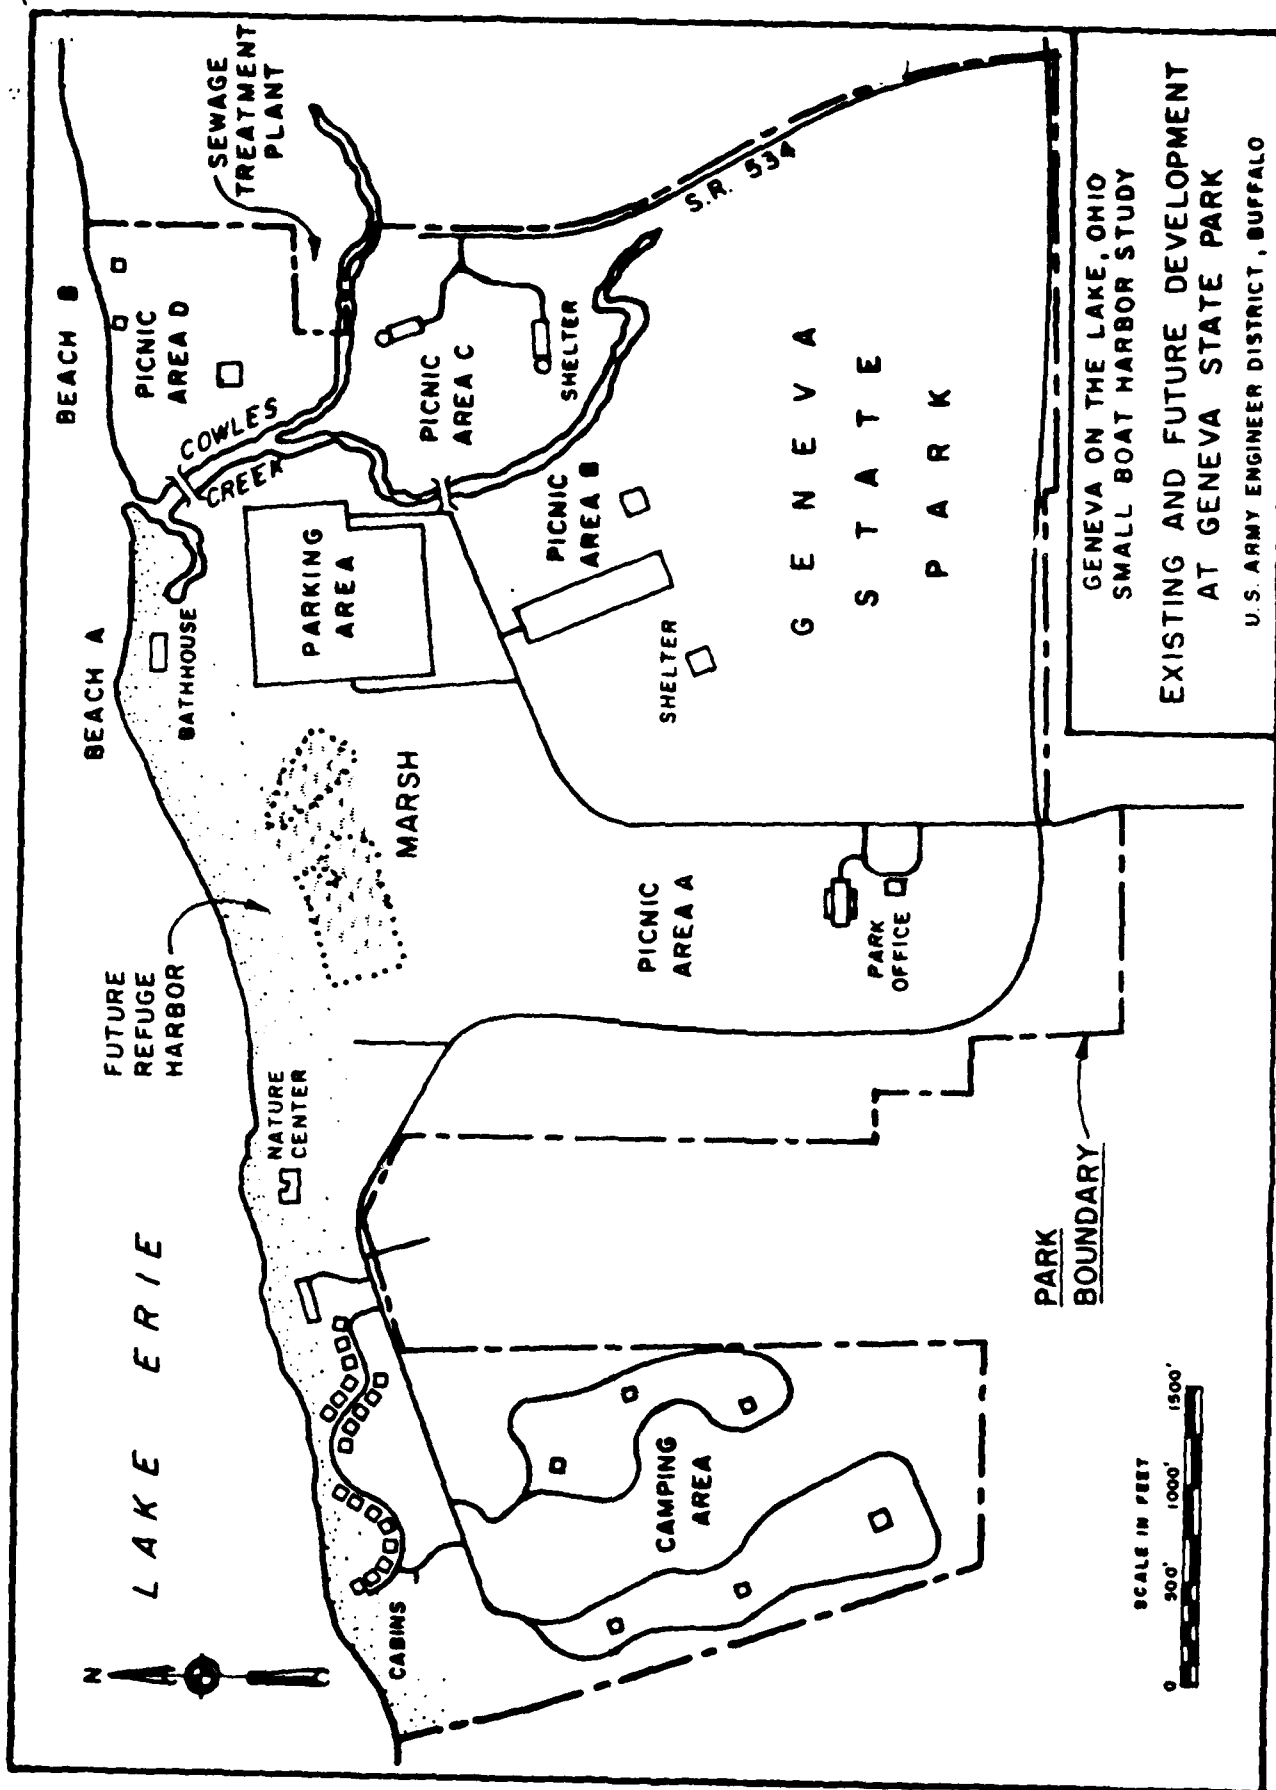 LAKE ERIE
N
BEACH A
BEACH B
FUTURE
REFUGE
HARBOR
SEWAGE
TREATMENT
PLANT
PICNIC
AREA D
COWLES
CREEK
BATHHOUSE
NATURE
CENTER
PARKING
AREA
PICNIC
AREA C
SHELTER
MARSH
CABINS
PICNIC
AREA B
SHELTER
S.R. 534
PICNIC
AREA A
GENEVA
STATE
PARK
PARK
OFFICE
CAMPING
AREA
PARK
BOUNDARY
SCALE IN FEET
0 500' 1000' 1500'
GENEVA ON THE LAKE, OHIO
SMALL BOAT HARBOR STUDY
EXISTING AND FUTURE DEVELOPMENT
AT GENEVA STATE PARK
U.S. ARMY ENGINEER DISTRICT, BUFFALO